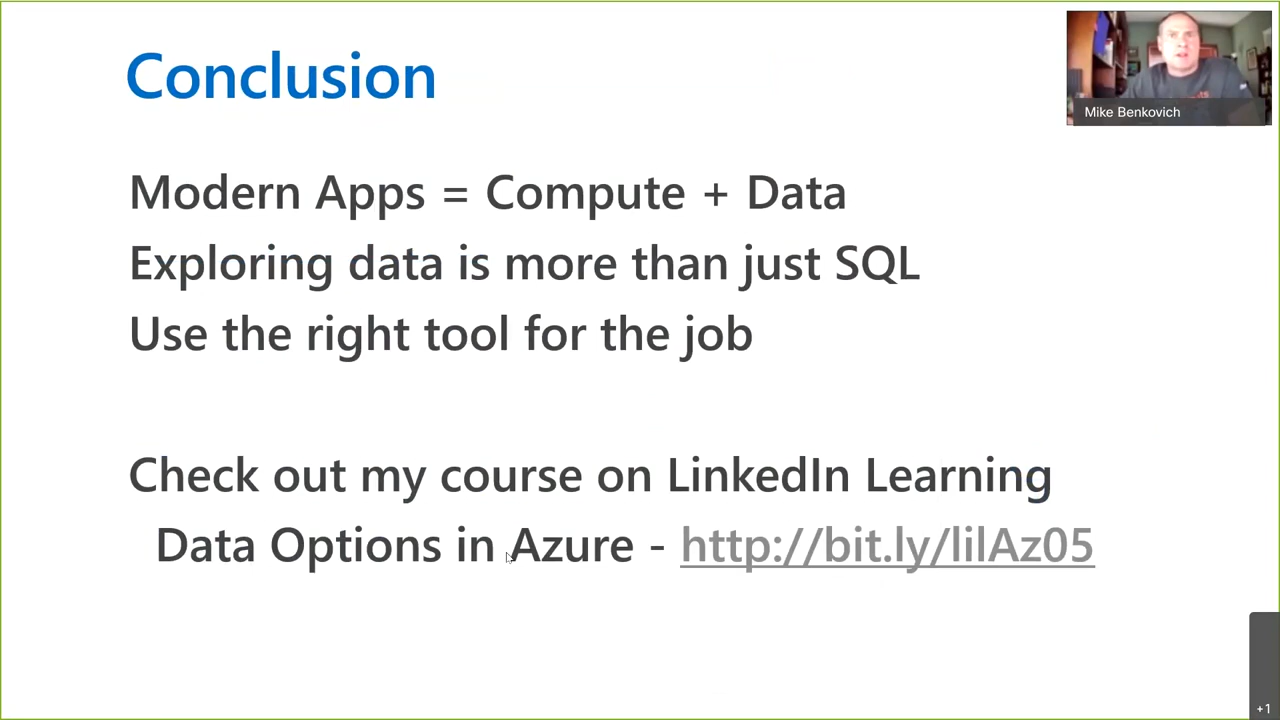 Conclusion
Mike Benkovich
Modern Apps = Compute + Data
Exploring data is more than just SQL
Use the right tool for the job
Check out my course on LinkedIn Learning
Data Options in Azure - http://bit.ly/lilAz05
+1